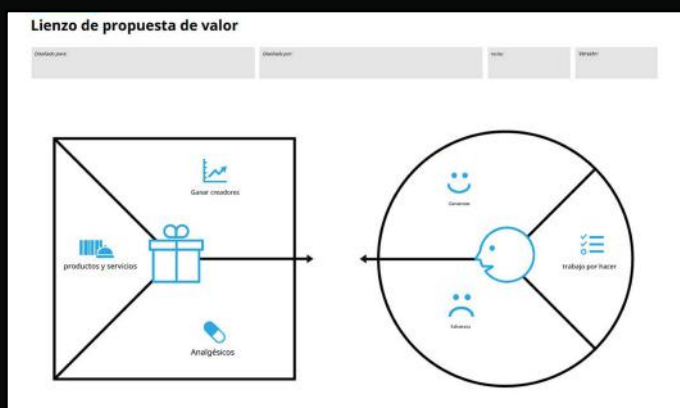 Lienzo de propuesta de valor
Diseñado para:
Diseñado por:
Versión:
Ganar creadores
productos y servicios
Analgésicos
Ganancias
trabajo por hacer
Esfuerzos